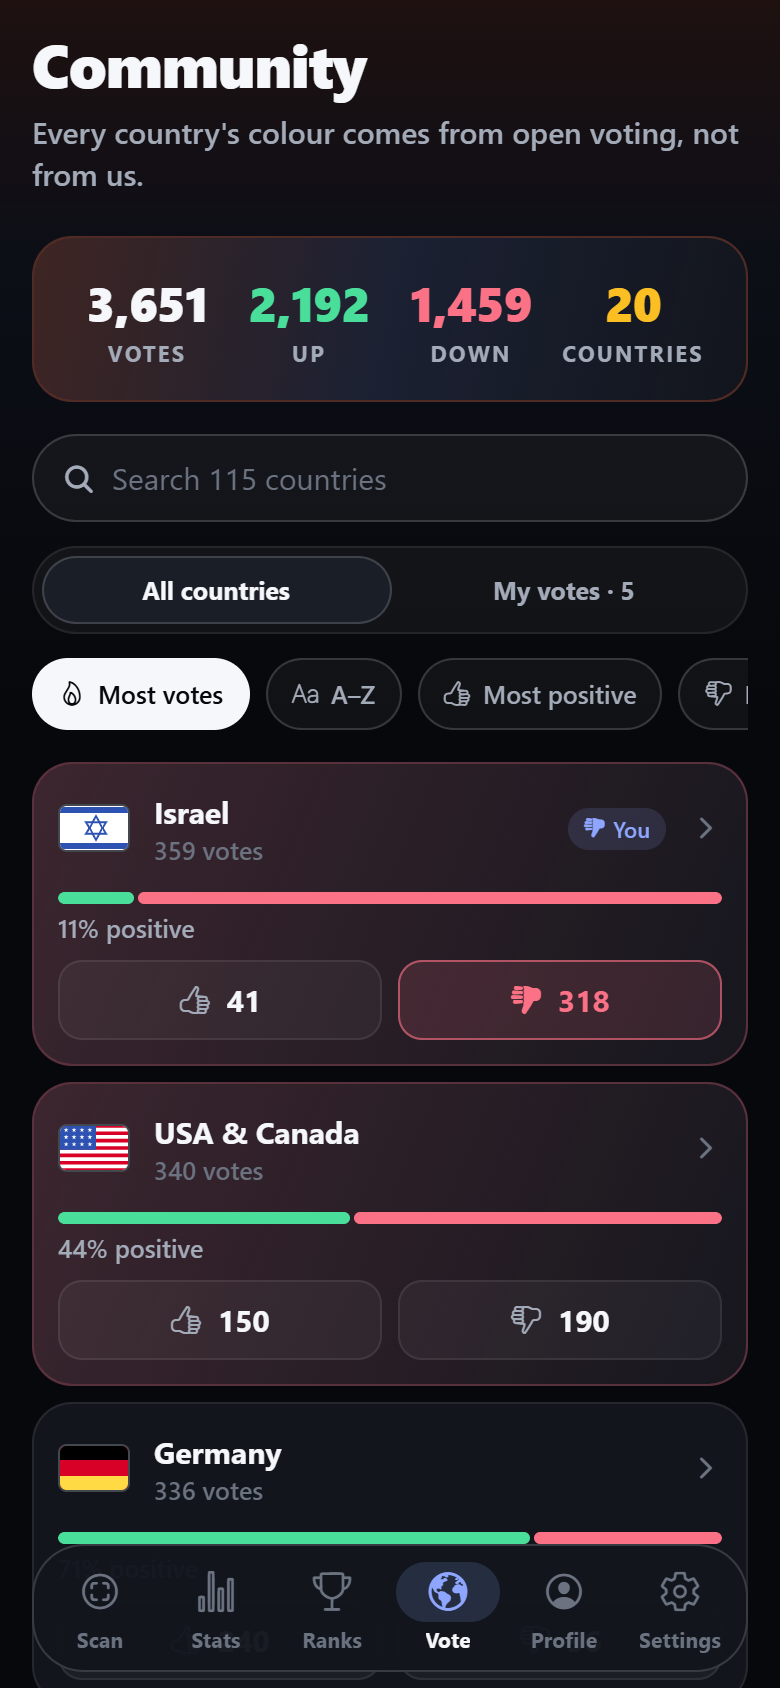 Community
Every country's colour comes from open voting, not
from us.
3,651 2,192 1,459 20
VOTES UP DOWN COUNTRIES
Search 115 countries
All countries My votes · 5
Most votes Aa A–Z Most positive
Israel
359 votes
You
11% positive
41 318
USA & Canada
340 votes
44% positive
150 190
Germany
336 votes
71% positive
Scan Stats Ranks Vote Profile Settings